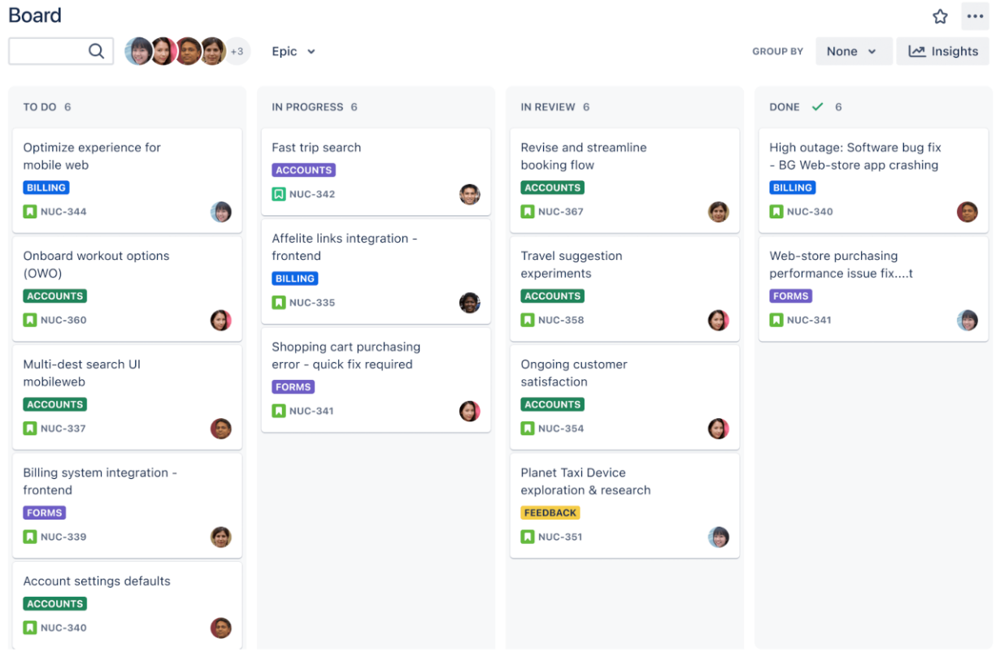 Board
+3
Epic
GROUP BY
None
Insights
TO DO 6
Optimize experience for
mobile web
BILLING
NUC-344
Onboard workout options
(OWO)
ACCOUNTS
NUC-360
Multi-dest search UI
mobileweb
ACCOUNTS
NUC-337
Billing system integration -
frontend
FORMS
NUC-339
Account settings defaults
ACCOUNTS
NUC-340
IN PROGRESS 6
Fast trip search
ACCOUNTS
NUC-342
Affelite links integration -
frontend
BILLING
NUC-335
Shopping cart purchasing
error - quick fix required
FORMS
NUC-341
IN REVIEW 6
Revise and streamline
booking flow
ACCOUNTS
NUC-367
Travel suggestion
experiments
ACCOUNTS
NUC-358
Ongoing customer
satisfaction
ACCOUNTS
NUC-354
Planet Taxi Device
exploration & research
FEEDBACK
NUC-351
DONE 6
High outage: Software bug fix
- BG Web-store app crashing
BILLING
NUC-340
Web-store purchasing
performance issue fix....t
FORMS
NUC-341